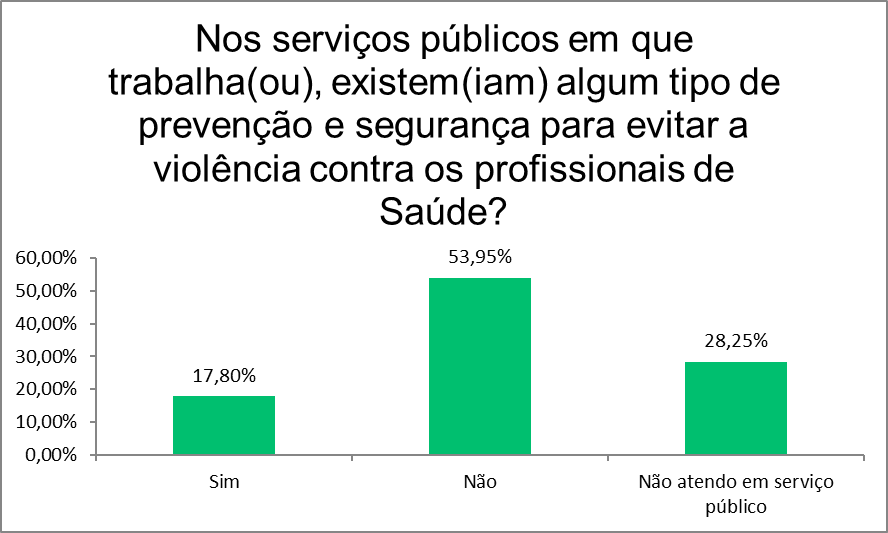 Nos serviços públicos em que
trabalha(ou), existem(iam) algum tipo de
prevenção e segurança para evitar a
violência contra os profissionais de
Saúde?
60,00%
50,00%
40,00%
30,00%
20,00%
10,00%
0,00%
17,80%
53,95%
28,25%
Sim
Não
Não atendo em serviço
público